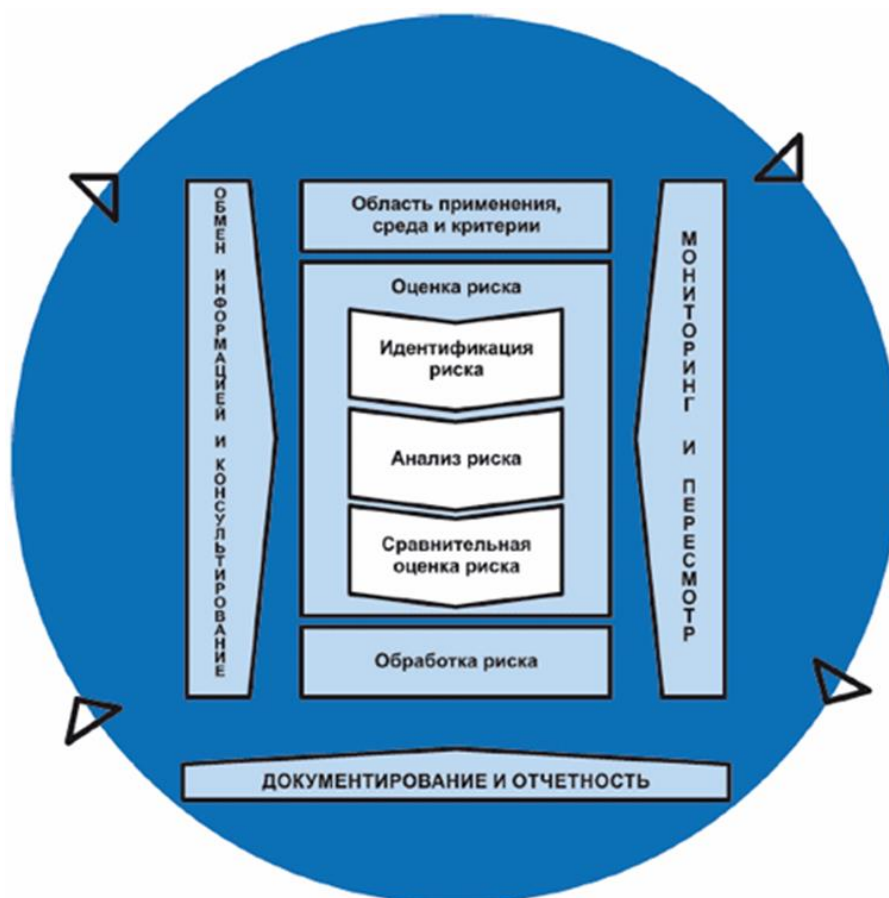 ОБМЕН ИНФОРМАЦИЕЙ И КОНСУЛЬТИРОВАНИЕ
Область применения,
среда и критерии
Оценка риска
Идентификация
риска
Анализ риска
Сравнительная
оценка риска
Обработка риска
МОНИТОРИНГ И ПЕРЕСМОТР
ДОКУМЕНТИРОВАНИЕ И ОТЧЕТНОСТЬ